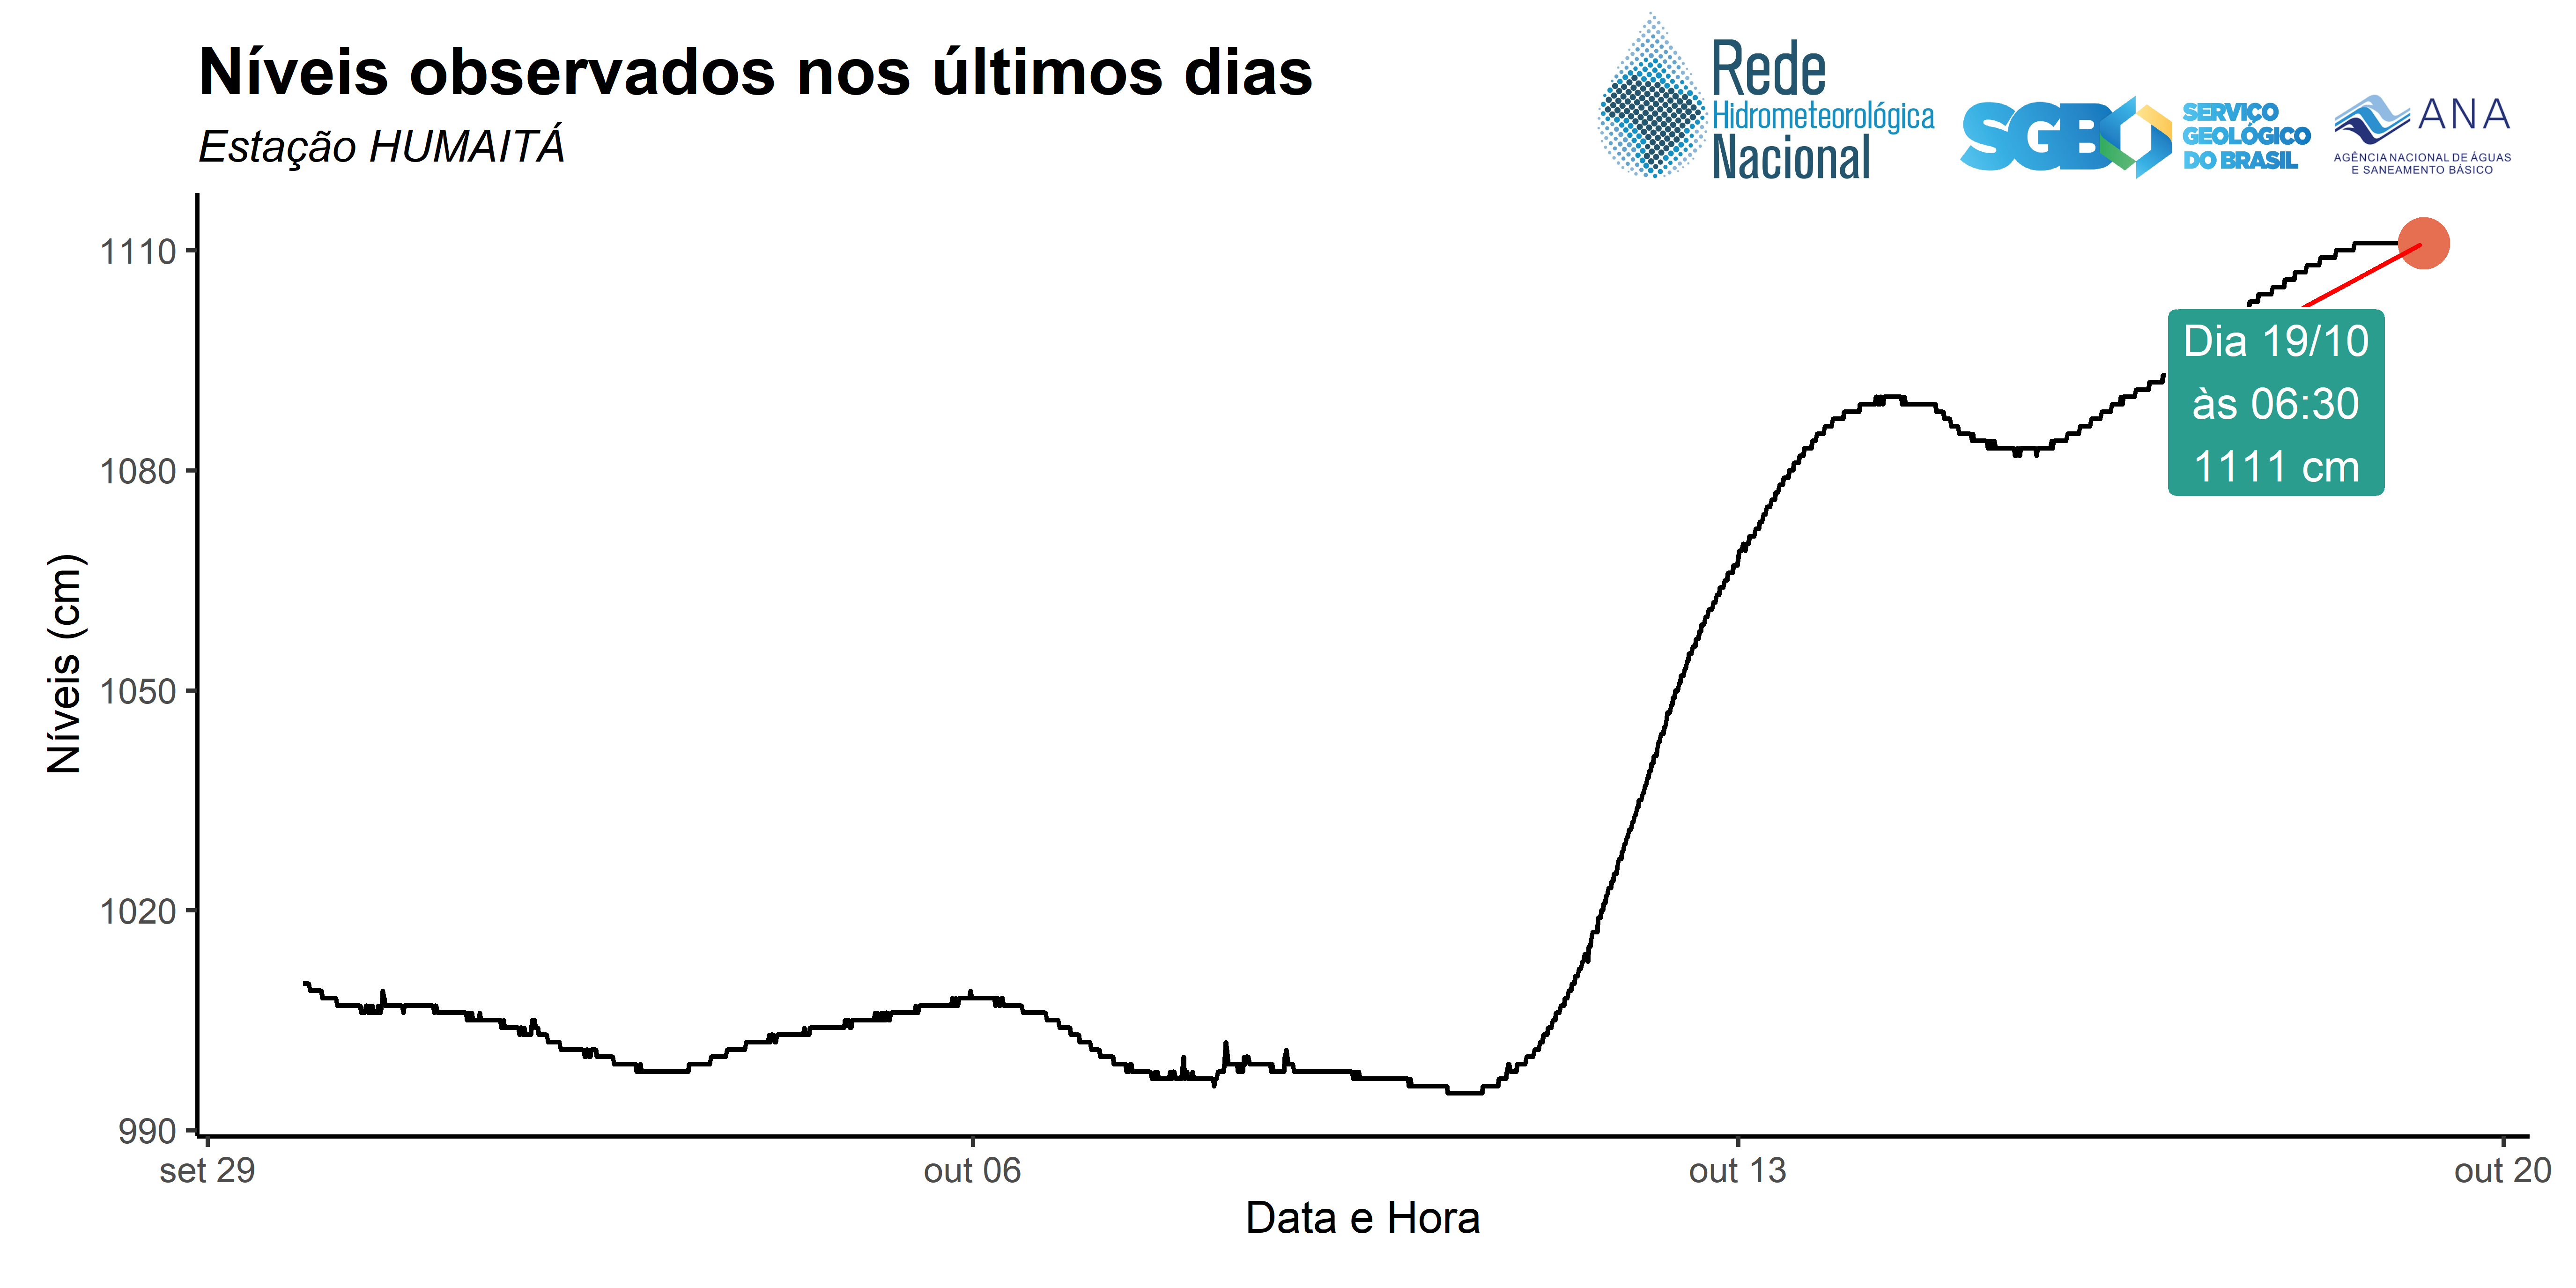 Níveis observados nos últimos dias
Estação HUMAITÁ
Rede
Hidrometeorológica
Nacional
SGB
SERVIÇO
GEOLÓGICO
DO BRASIL
ANA
AGÊNCIA NACIONAL DE ÁGUAS
E SANEAMENTO BÁSICO
Níveis (cm)
1110
1080
1050
1020
990
Dia 19/10
às 06:30
1111 cm
set 29
out 06
out 13
out 20
Data e Hora